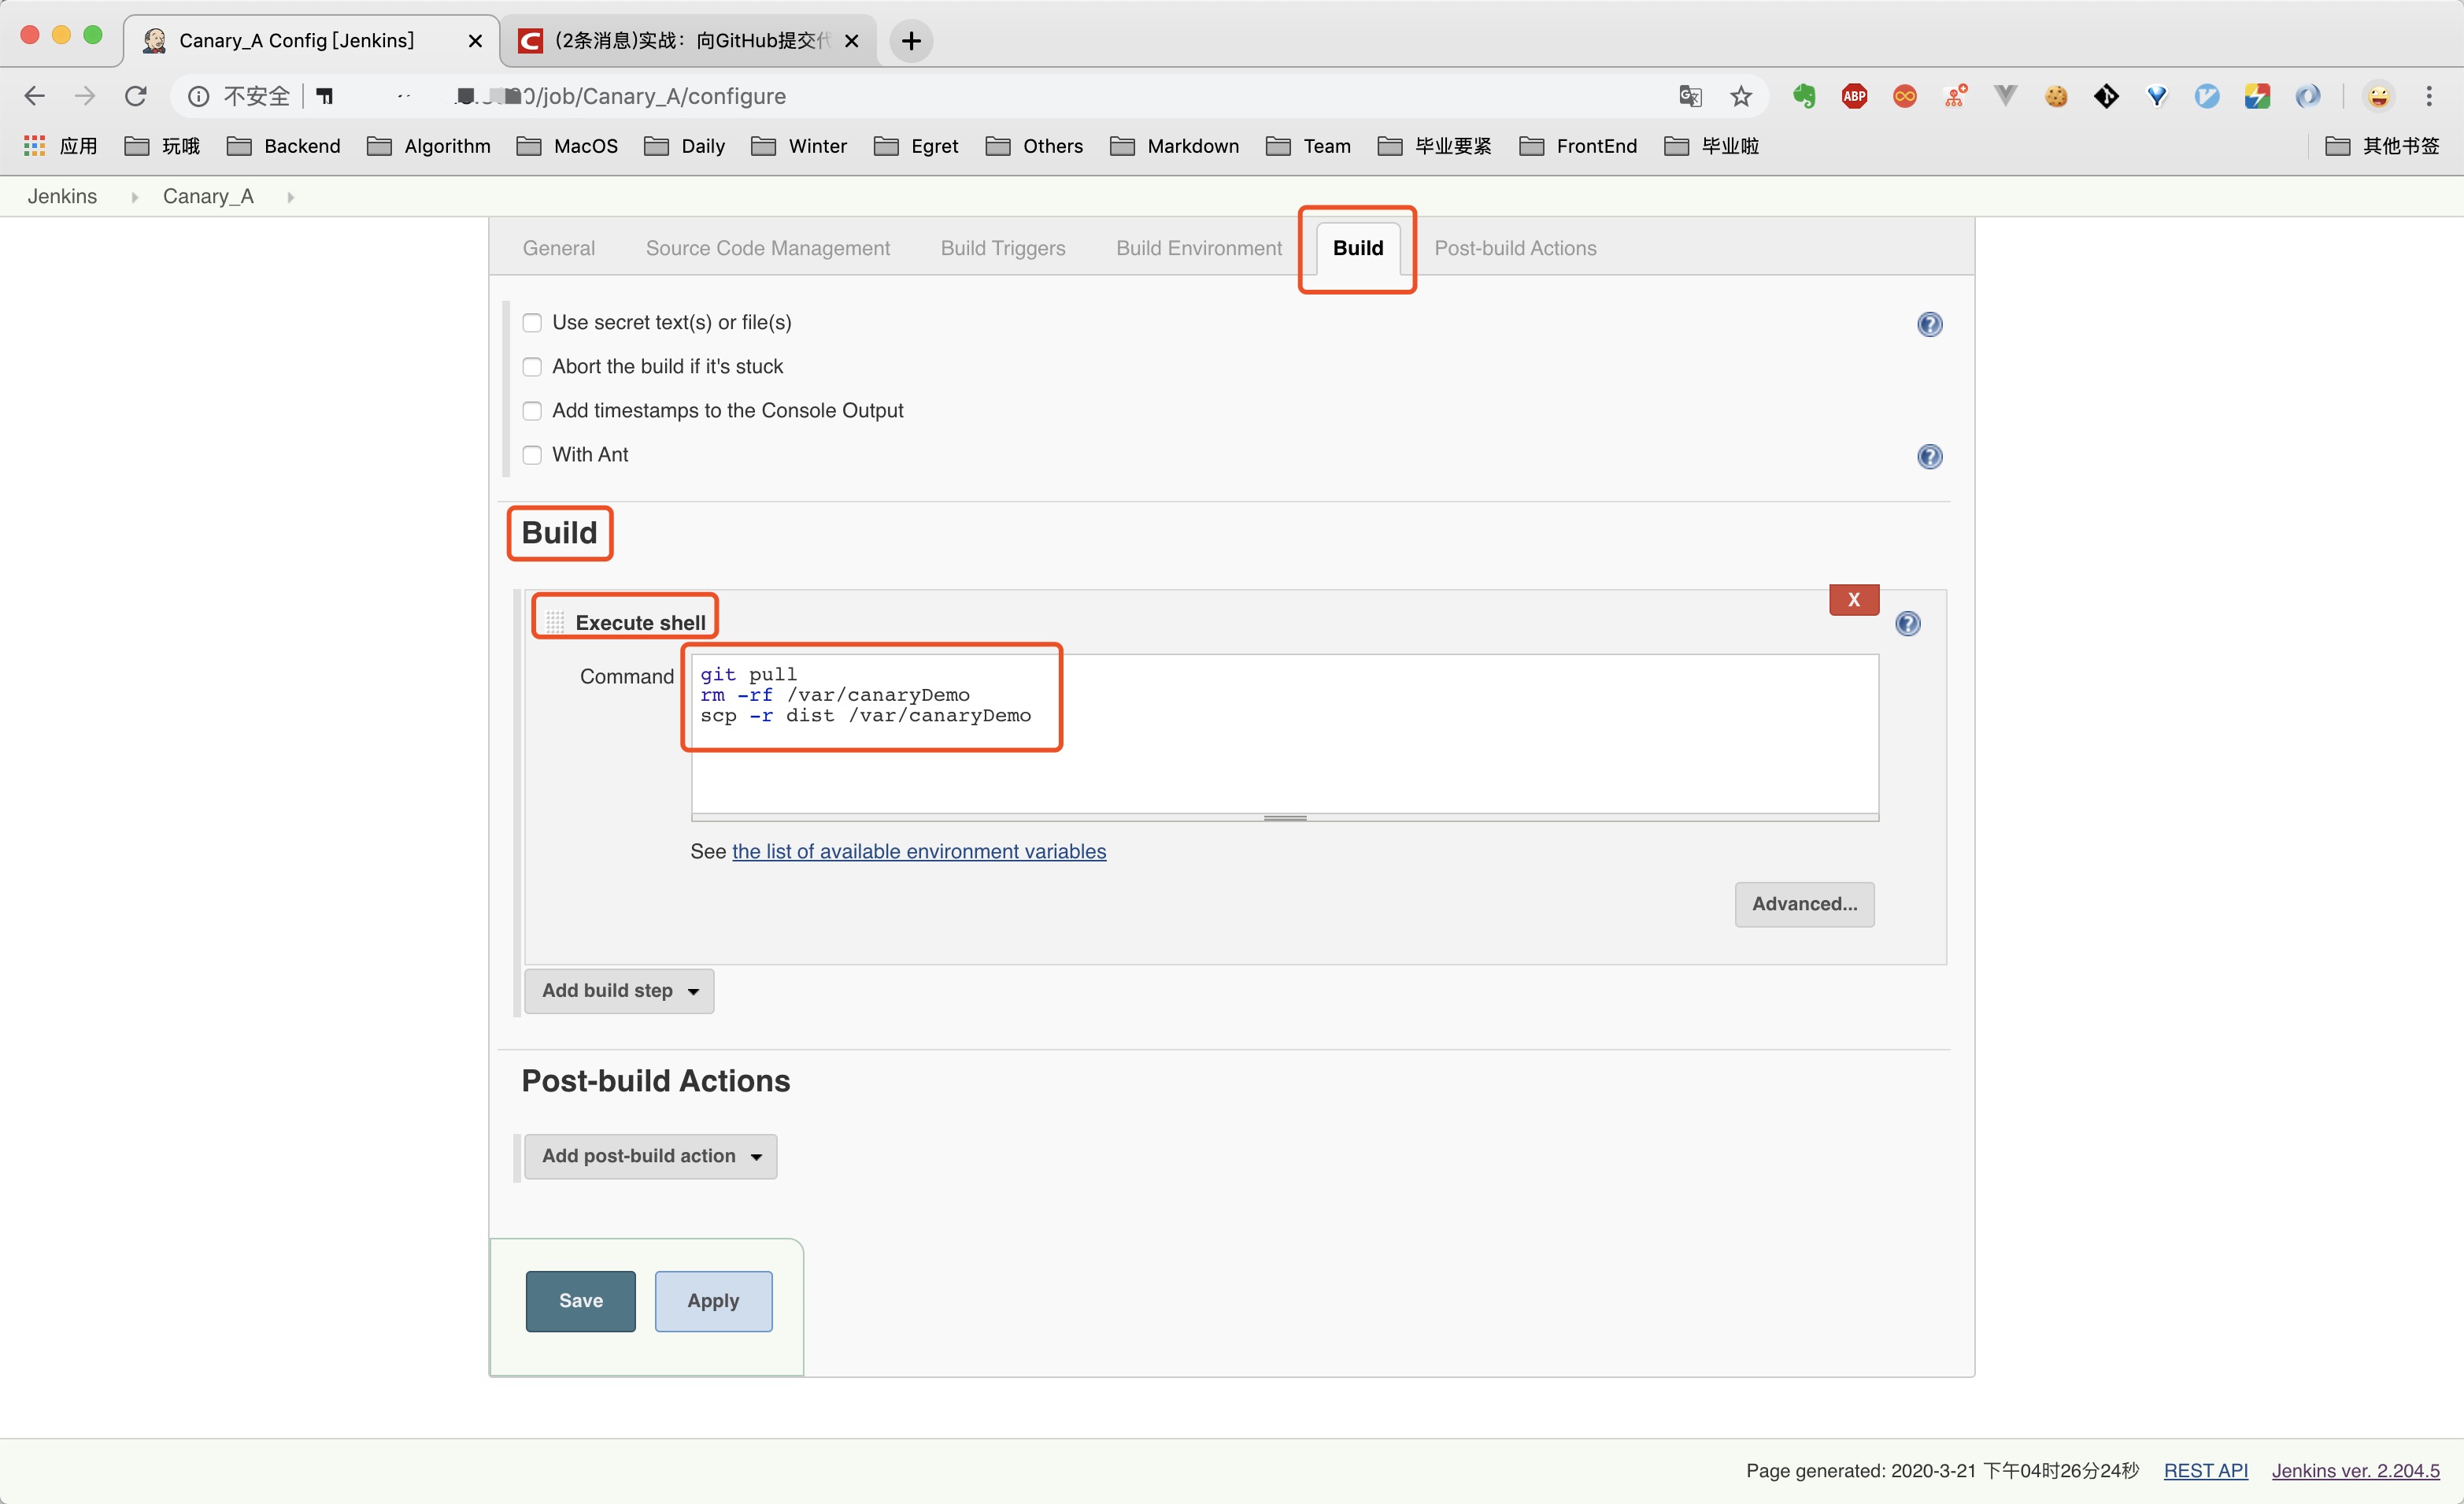 Canary_A Config [Jenkins]
(2条消息)实战：向GitHub提交代
不安全
/job/Canary_A/configure
ABP
应用
玩哦
Backend
Algorithm
MacOS
Daily
Winter
Egret
Others
Markdown
Team
毕业要紧
FrontEnd
毕业啦
其他书签
Jenkins
Canary_A
General
Source Code Management
Build Triggers
Build Environment
Build
Post-build Actions
Use secret text(s) or file(s)
Abort the build if it's stuck
Add timestamps to the Console Output
With Ant
Build
X
Execute shell
Command
git pull
rm -rf /var/canaryDemo
scp -r dist /var/canaryDemo
See the list of available environment variables
Advanced...
Add build step
Post-build Actions
Add post-build action
Save
Apply
Page generated: 2020-3-21 下午04时26分24秒
REST API
Jenkins ver. 2.204.5